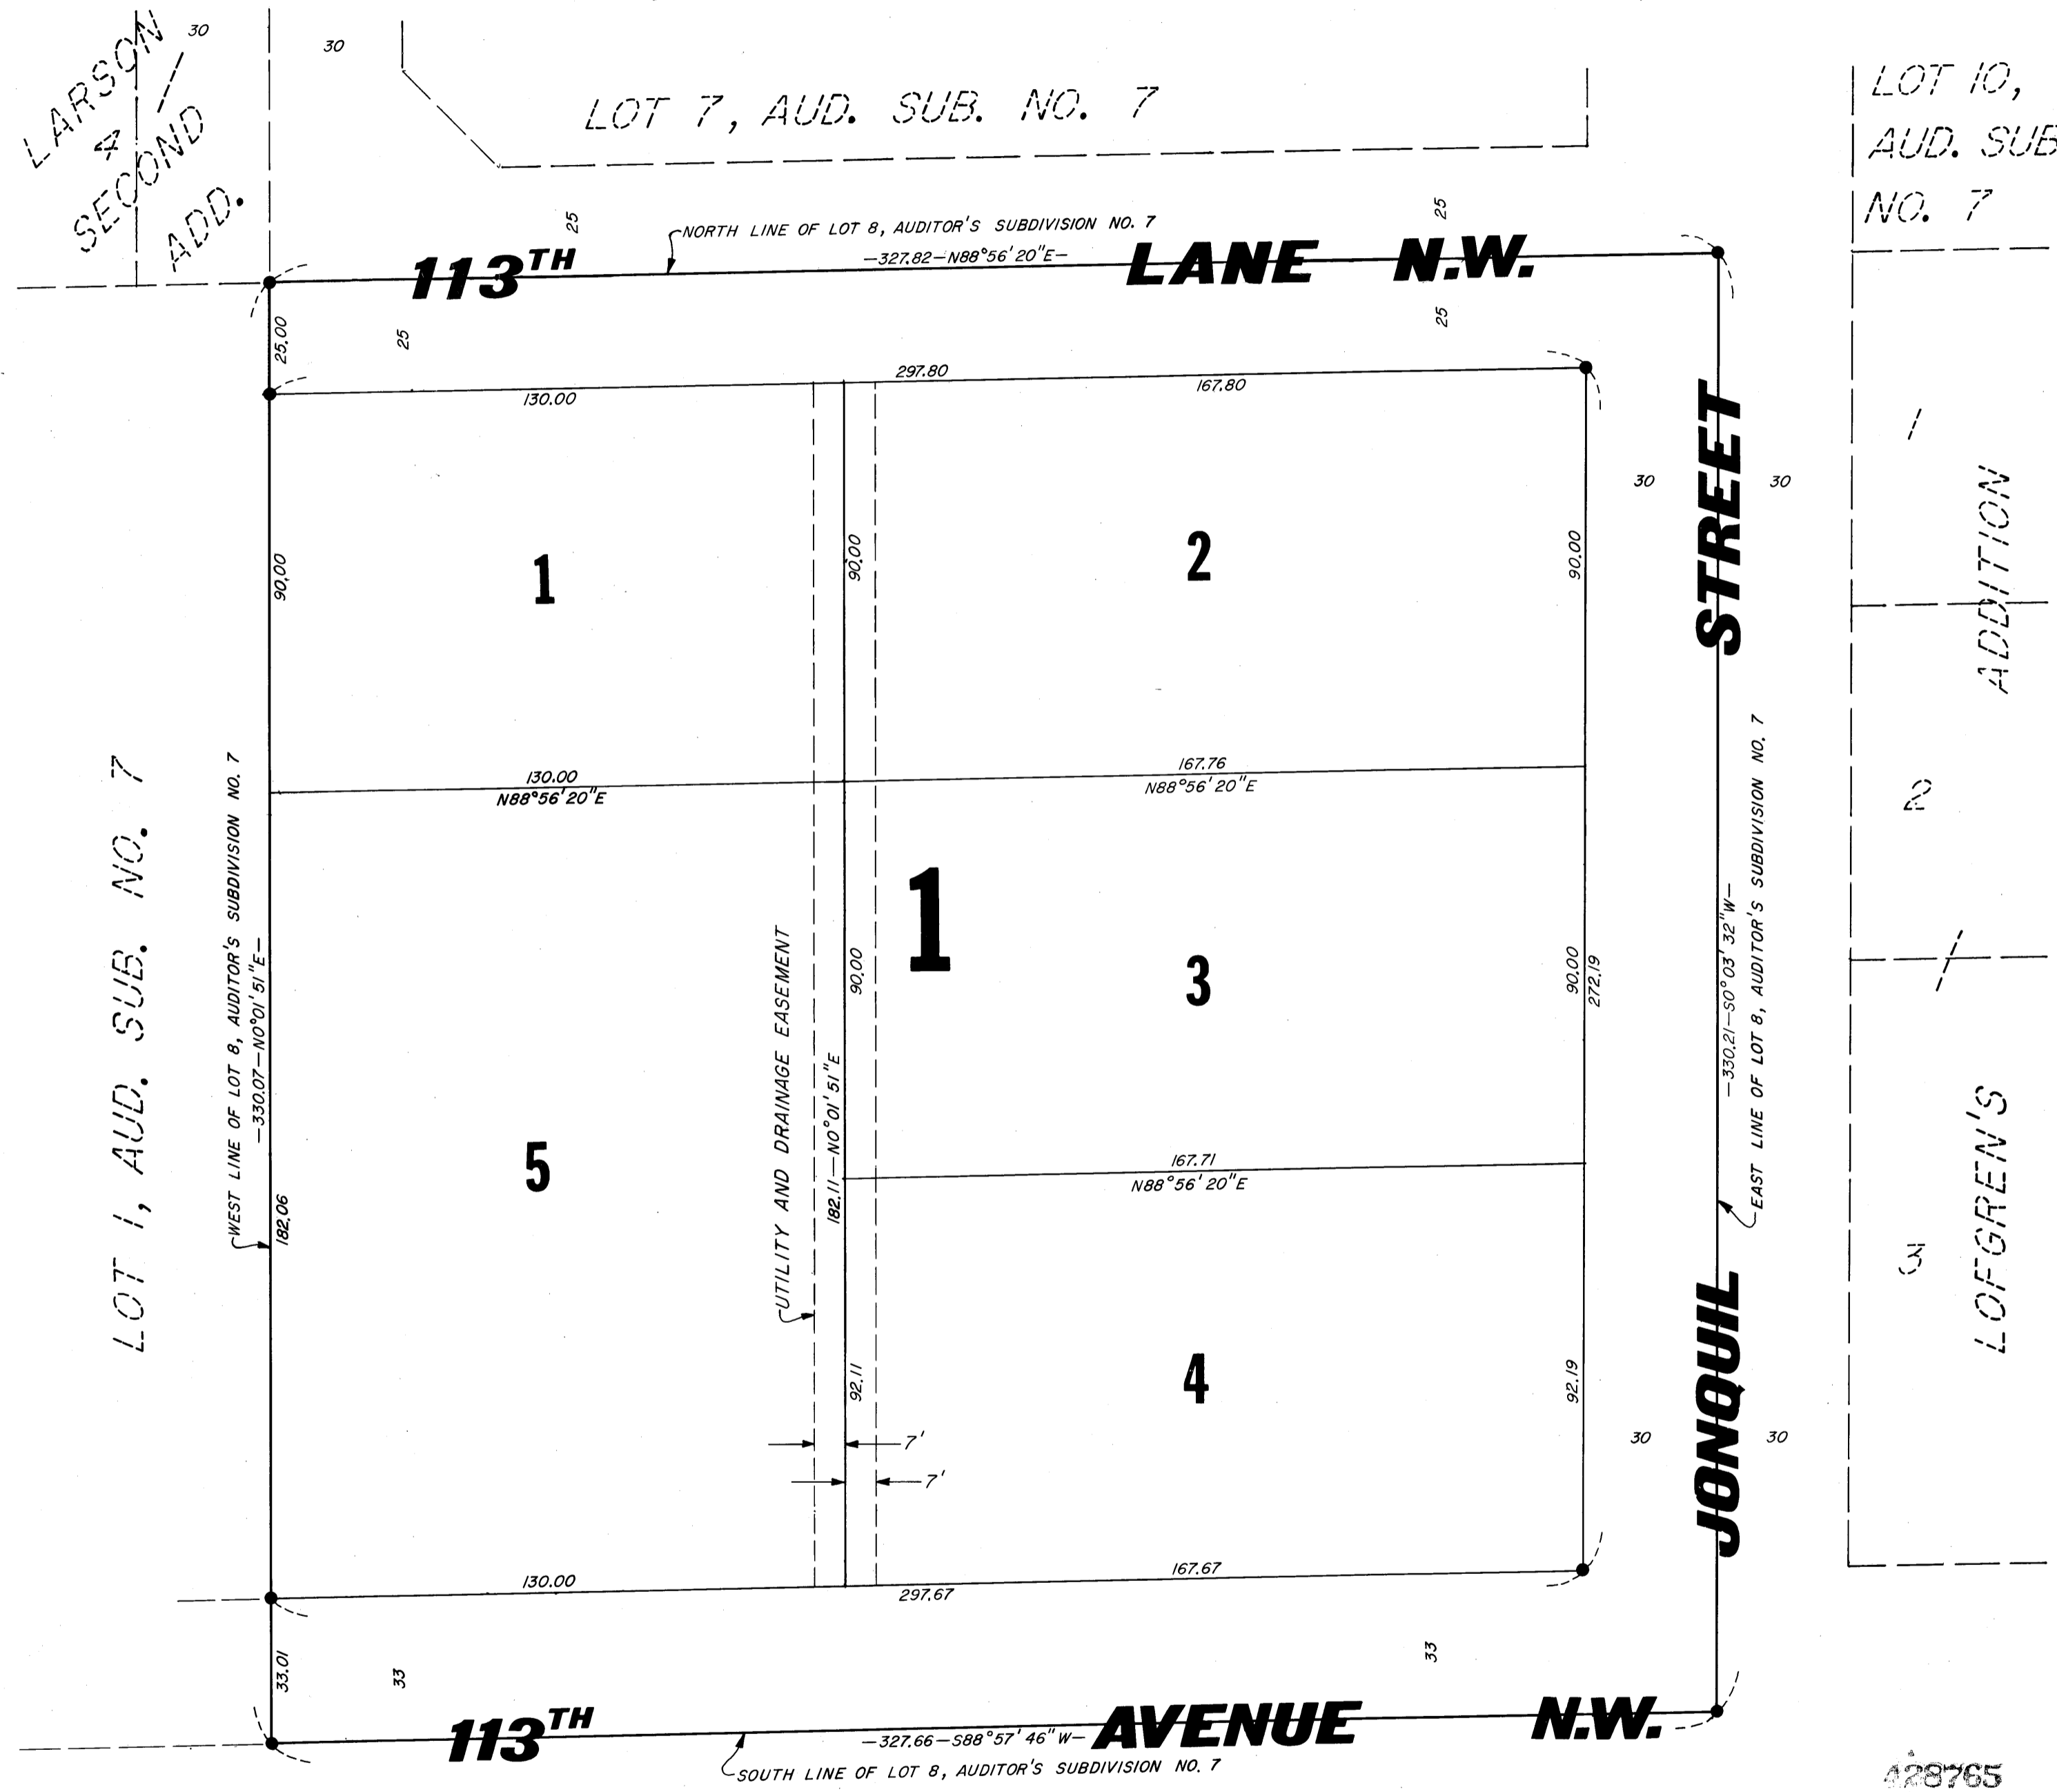 LARSON
4
SECOND
ADD.
30
30
LOT 7, AUD. SUB. NO. 7
LOT 10,
AUD. SUB
NO. 7
25
25
NORTH LINE OF LOT 8, AUDITOR'S SUBDIVISION NO. 7
—327.82—N88°56'20"E—
113TH LANE N.W.
25.00
25
25
297.80
130.00
167.80
1
2
90.00
90.00
90.00
30
30
STREET
1
ADDITION
130.00
N88°56'20"E
167.76
N88°56'20"E
2
LOT 1, AUD. SUB. NO. 7
WEST LINE OF LOT 8, AUDITOR'S SUBDIVISION NO. 7
—330.07—N0°01'51"E—
182.06
5
UTILITY AND DRAINAGE EASEMENT
182.11—N0°01'51"E
1
90.00
3
90.00
272.19
—330.21—S0°03'32"W—
EAST LINE OF LOT 8, AUDITOR'S SUBDIVISION NO. 7
1
167.71
N88°56'20"E
3
LOFGREN'S
92.11
4
92.19
7'
7'
30
30
JONQUIL
130.00
167.67
297.67
33.01
33
33
113TH AVENUE N.W.
—327.66—S88°57'46"W—
SOUTH LINE OF LOT 8, AUDITOR'S SUBDIVISION NO. 7
428765